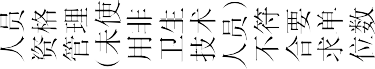 人员
资格
管理
(未使
用非
卫生
技术
人员)
不符
合要
求单
位数